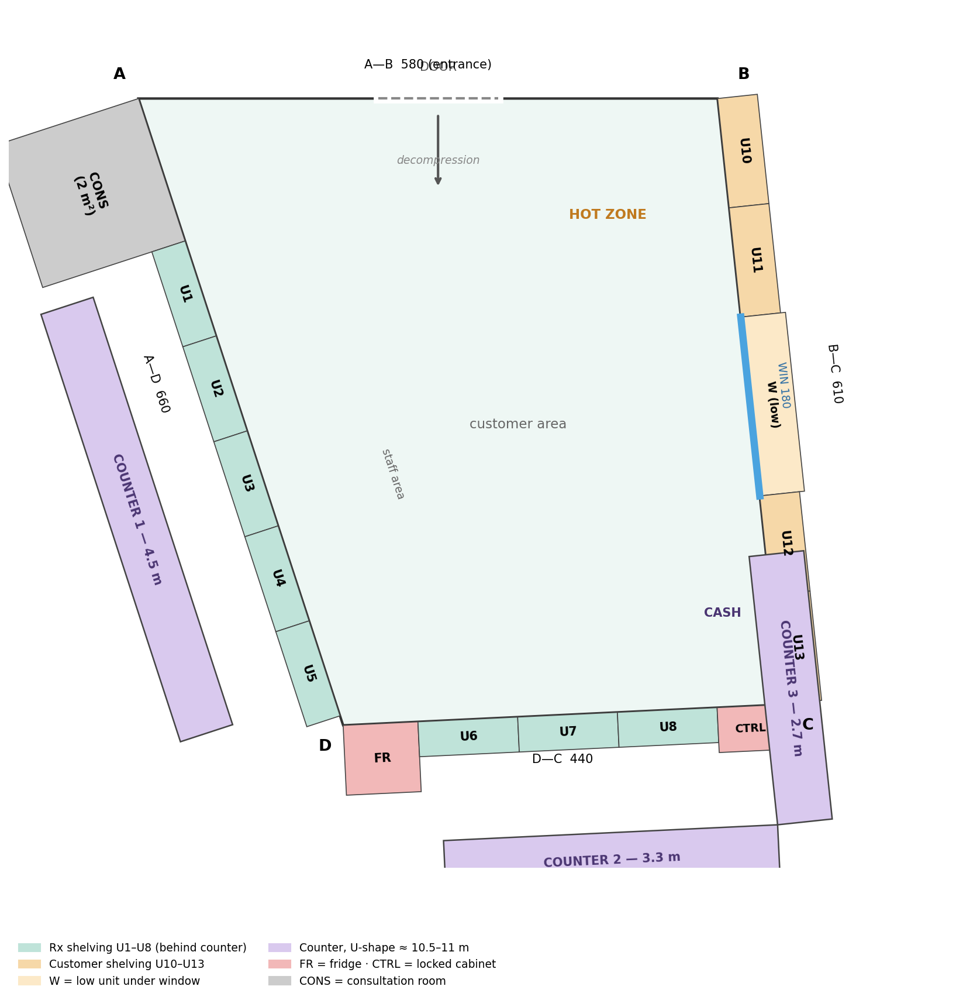 A—B  580 (entrance)
DOOR
A
B
decompression
HOT ZONE
U10
U11
CONS
(2 m²)
U1
U2
U3
U4
U5
A—D  660
COUNTER 1 — 4.5 m
customer area
staff area
WIN 180
W (low)
B—C  610
U12
CASH
U13
COUNTER 3 — 2.7 m
C
D
FR
U6
U7
U8
CTRL
D—C  440
COUNTER 2 — 3.3 m
Rx shelving U1–U8 (behind counter)
Customer shelving U10–U13
W = low unit under window
Counter, U-shape ≈ 10.5–11 m
FR = fridge · CTRL = locked cabinet
CONS = consultation room